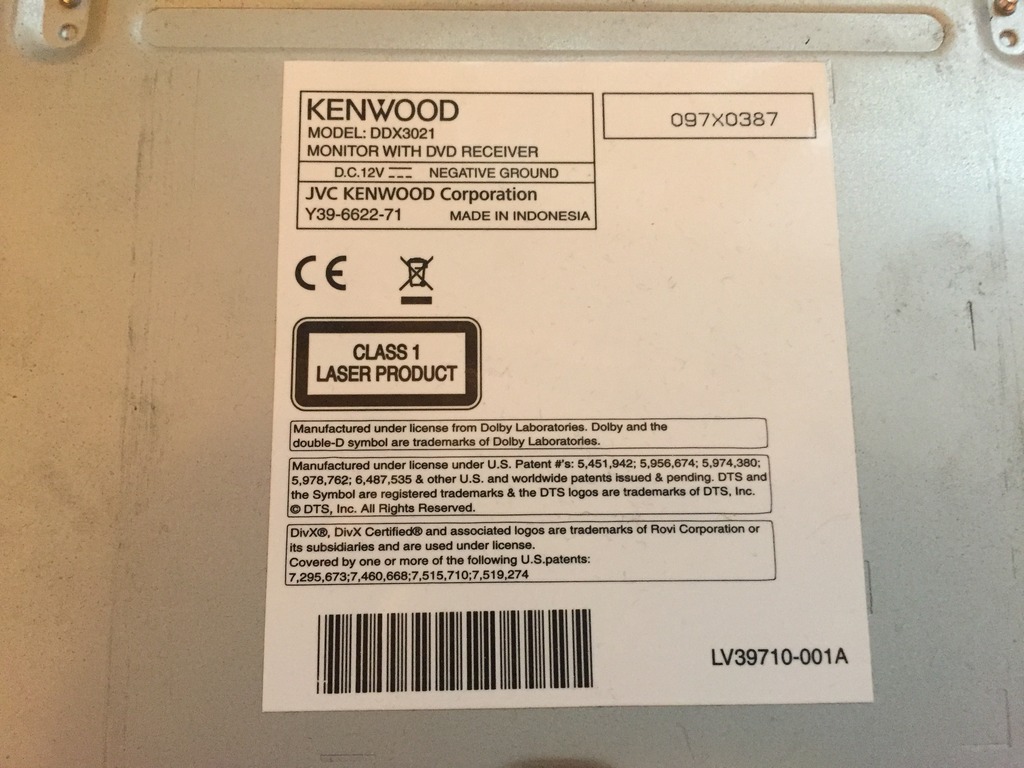 KENWOOD
MODEL: DDX3021
MONITOR WITH DVD RECEIVER
D.C.12V NEGATIVE GROUND
JVC KENWOOD Corporation
Y39-6622-71 MADE IN INDONESIA
097X0387
CE
CLASS 1
LASER PRODUCT
Manufactured under license from Dolby Laboratories. Dolby and the
double-D symbol are trademarks of Dolby Laboratories.
Manufactured under license under U.S. Patent #'s: 5,451,942; 5,956,674; 5,974,380;
5,978,762; 6,487,535 & other U.S. and worldwide patents issued & pending. DTS and
the Symbol are registered trademarks & the DTS logos are trademarks of DTS, Inc.
© DTS, Inc. All Rights Reserved.
DivX®, DivX Certified® and associated logos are trademarks of Rovi Corporation or
its subsidiaries and are used under license.
Covered by one or more of the following U.S.patents:
7,295,673;7,460,668;7,515,710;7,519,274
LV39710-001A